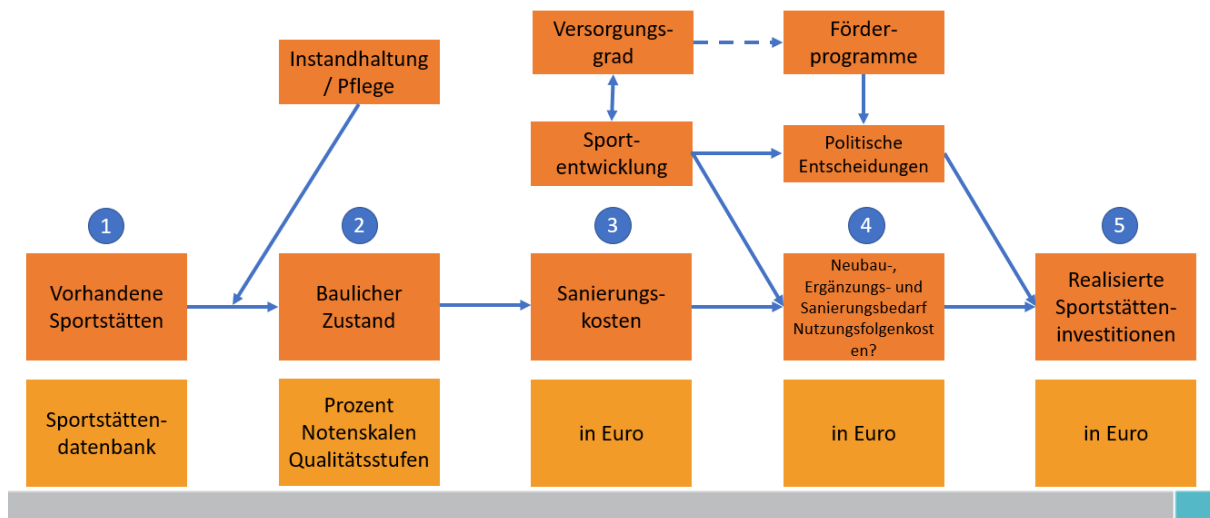 Instandhaltung
/ Pflege
Versorgungs-
grad
Förder-
programme
Sport-
entwicklung
Politische
Entscheidungen
1
2
3
4
5
Vorhandene
Sportstätten
Baulicher
Zustand
Sanierungs-
kosten
Neubau-,
Ergänzungs- und
Sanierungsbedarf
Nutzungsfolgenkost
en?
Realisierte
Sportstätten-
investitionen
Sportstätten-
datenbank
Prozent
Notenskalen
Qualitätsstufen
in Euro
in Euro
in Euro